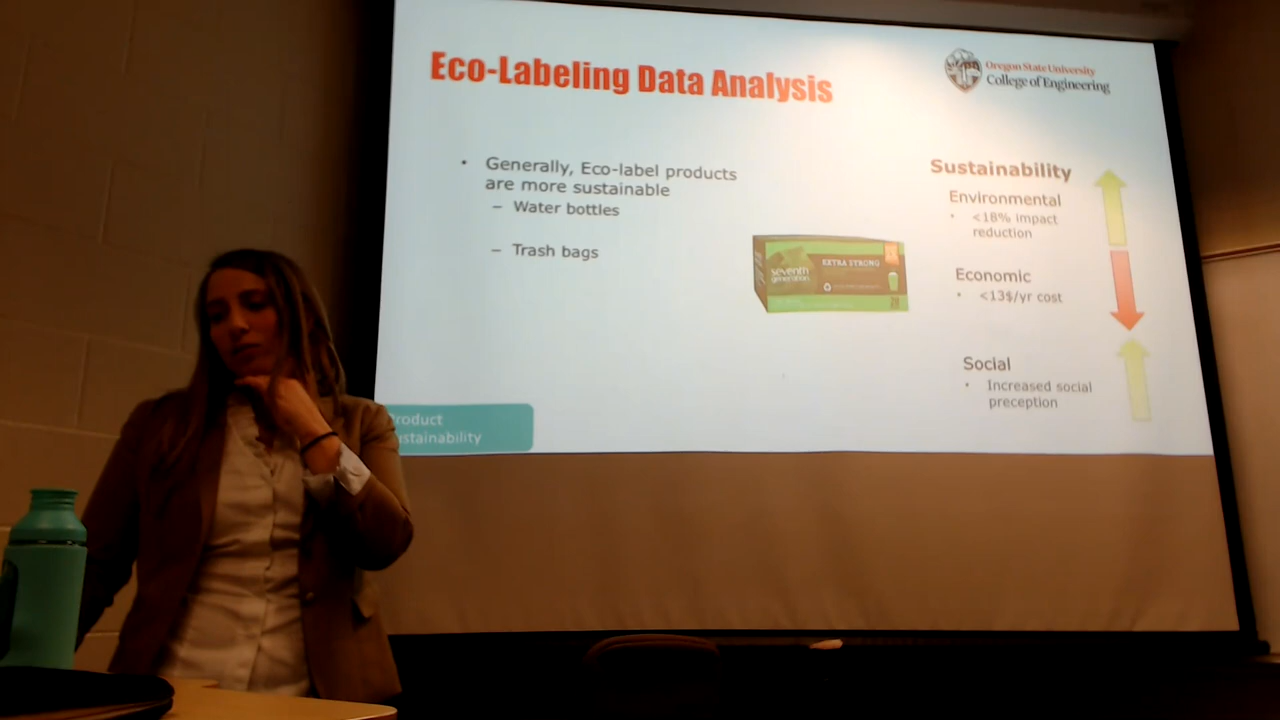 Eco-Labeling Data Analysis
Oregon State University
College of Engineering
• Generally, Eco-label products
are more sustainable
– Water bottles
– Trash bags
seventh
generation
EXTRA STRONG
Sustainability
Environmental
• <18% impact
reduction
Economic
• <13$/yr cost
Social
• Increased social
preception
roduct
ustainability